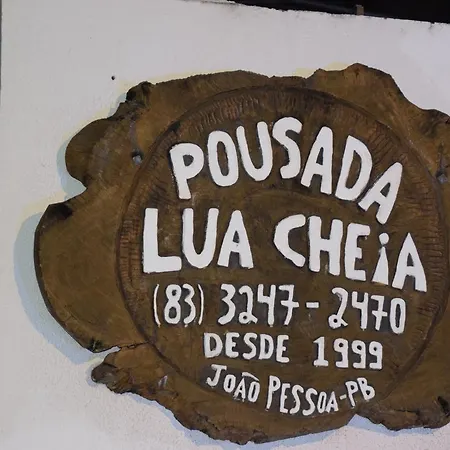 POUSADA
LUA CHEiA
(83) 3247-2470
DESDE 1999
JOÃO PESSOA-PB